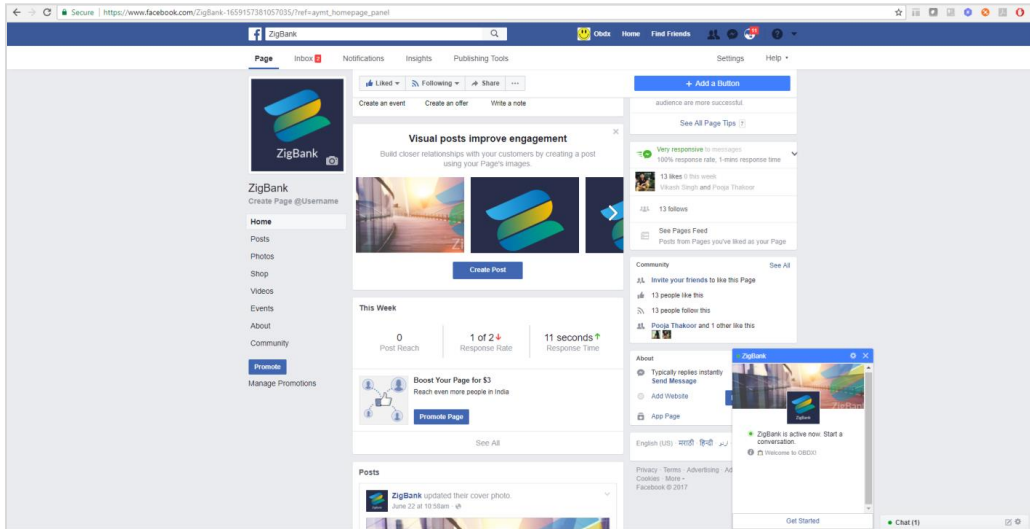 Secure | https://www.facebook.com/ZigBank-1659157381057035/?ref=aymt_homepage_panel
ZigBank
Obdx Home Find Friends
Page Inbox 2 Notifications Insights Publishing Tools Settings Help
Liked Following Share ...
+ Add a Button
Create an event Create an offer Write a note
audience are more successful.
See All Page Tips ?
ZigBank
ZigBank
Create Page @Username
Home
Posts
Photos
Shop
Videos
Events
About
Community
Promote
Manage Promotions
Visual posts improve engagement
Build closer relationships with your customers by creating a post
using your Page's images.
Create Post
This Week
0
Post Reach
1 of 2
Response Rate
11 seconds
Response Time
Boost Your Page for $3
Reach even more people in India
Promote Page
See All
Posts
ZigBank updated their cover photo.
June 22 at 10:58am
Very responsive to messages
100% response rate, 1-mins response time
13 likes 0 this week
Vikash Singh and Pooja Thakoor
13 follows
See Pages Feed
Posts from Pages you've liked as your Page
Community See All
Invite your friends to like this Page
13 people like this
13 people follow this
Pooja Thakoor and 1 other like this
About
Typically replies instantly
Send Message
Add Website
App Page
English (US) · मराठी · हिन्दी ·
Privacy · Terms · Advertising · Ad
Cookies · More
Facebook © 2017
ZigBank
ZigBank
ZigBank is active now. Start a
conversation.
Welcome to OBDX!
Get Started
Chat (1)